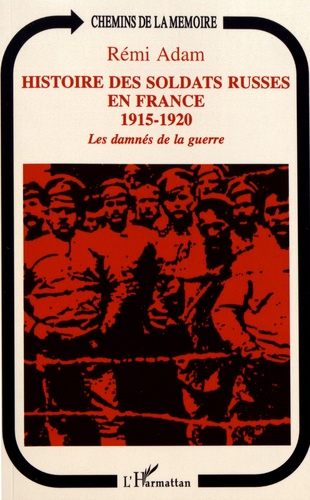 CHEMINS DE LA MEMOIRE
Rémi Adam
HISTOIRE DES SOLDATS RUSSES
EN FRANCE
1915-1920
Les damnés de la guerre
L'Harmattan